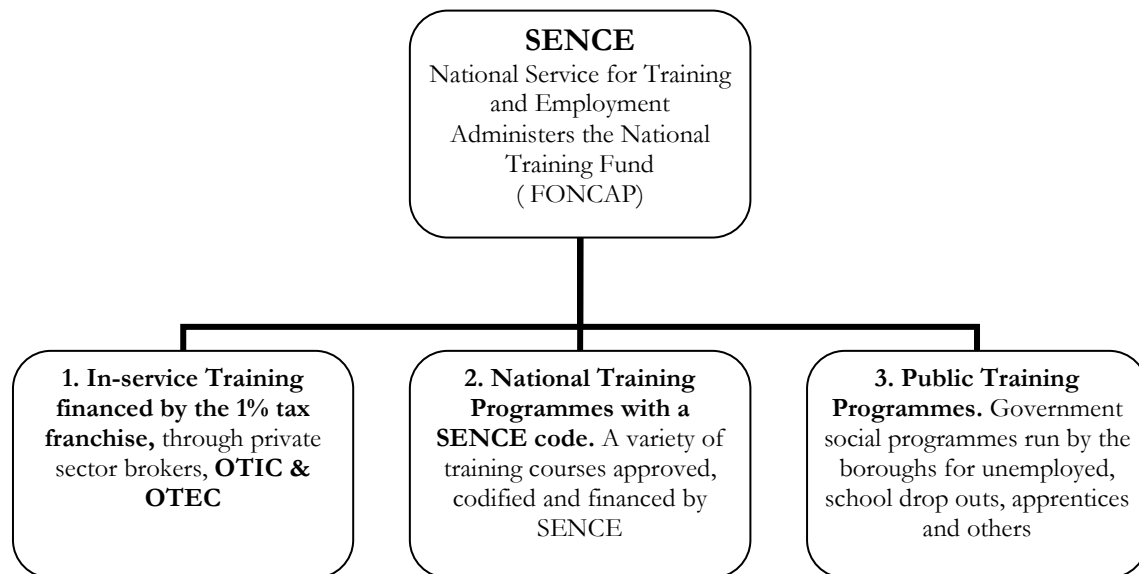 SENCE
National Service for Training
and Employment
Administers the National
Training Fund
( FONCAP)
1. In-service Training
financed by the 1% tax
franchise, through private
sector brokers, OTIC &
OTEC
2. National Training
Programmes with a
SENCE code. A variety of
training courses approved,
codified and financed by
SENCE
3. Public Training
Programmes. Government
social programmes run by the
boroughs for unemployed,
school drop outs, apprentices
and others